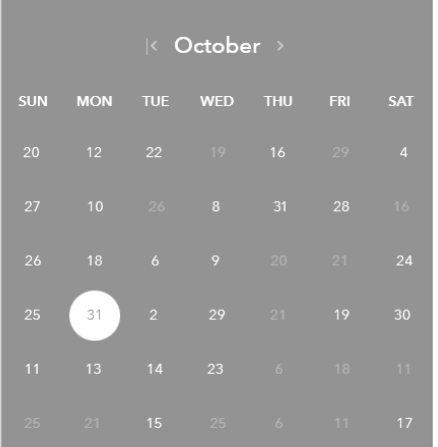 |< October >
SUN MON TUE WED THU FRI SAT
20 12 22 19 16 29 4
27 10 26 8 31 28 16
26 18 6 9 20 21 24
25 31 2 29 21 19 30
11 13 14 23 6 18 11
25 21 15 25 6 11 17